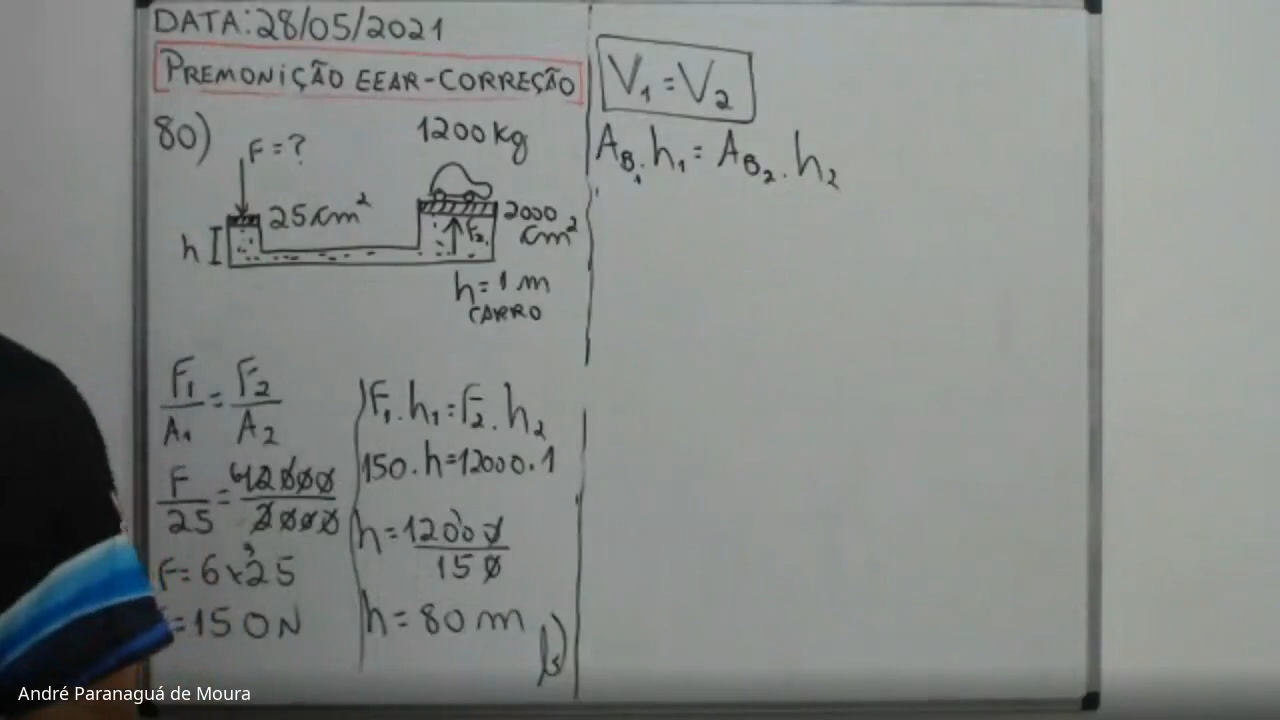 DATA: 28/05/2021
PREMONIÇÃO EEAR-CORREÇÃO
80)
F = ?
1200 kg
25 cm²
2000 cm²
F₂
h
h = 1 m
CARRO
F₁/A₁ = F₂/A₂
F/25 = 12000/2000
F = 6 x 25
= 150 N
F₁ . h₁ = F₂ . h₂
150 . h = 12000 . 1
h = 12000/150
h = 80 m
b)
V₁ = V₂
A_B₁ . h₁ = A_B₂ . h₂
André Paranaguá de Moura